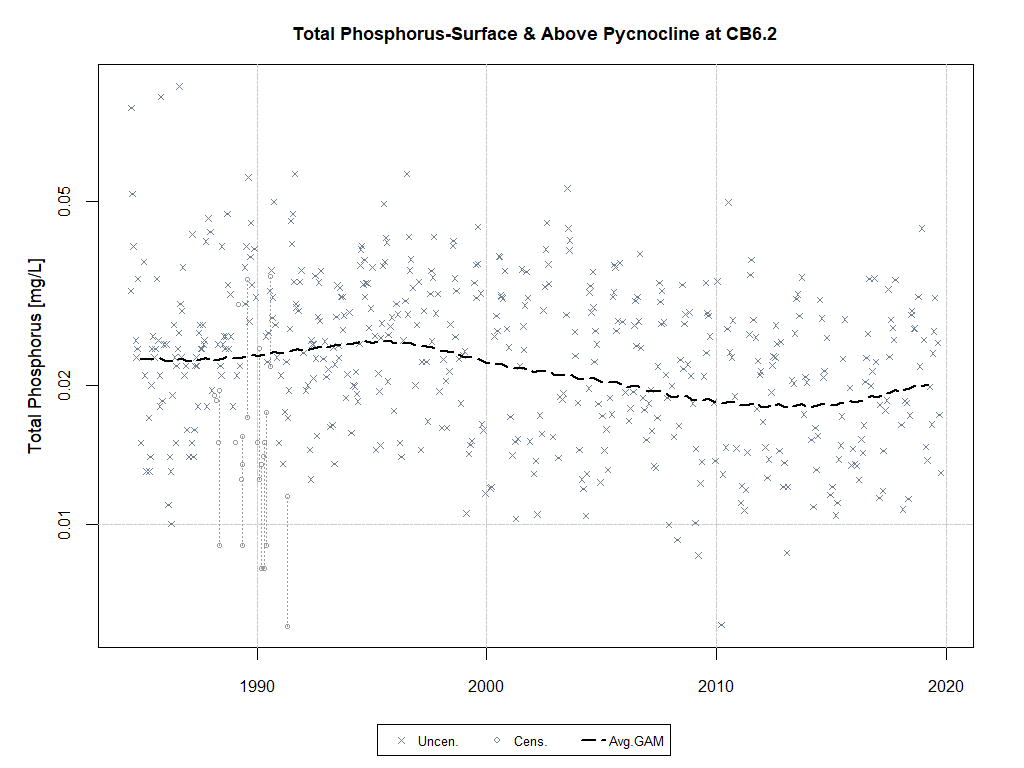 Total Phosphorus-Surface & Above Pycnocline at CB6.2
Total Phosphorus [mg/L]
0.05
0.02
0.01
1990 2000 2010 2020
Uncen. Cens. Avg.GAM